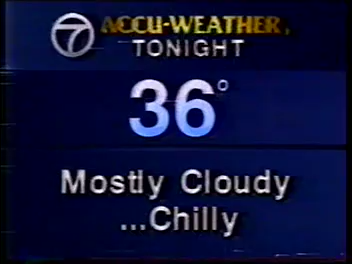 7 ACCU-WEATHER.
TONIGHT
36°
Mostly Cloudy
...Chilly